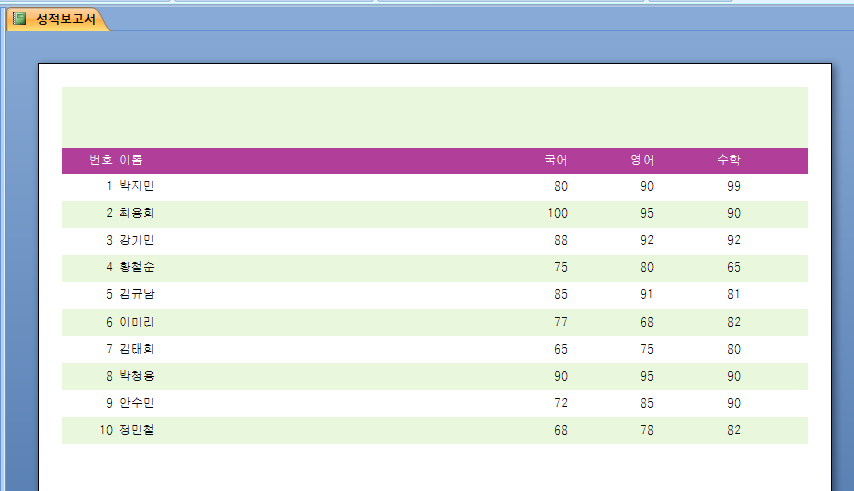 성적보고서
번호 이름 국어 영어 수학
1 박지민 80 90 99
2 최용회 100 95 90
3 강기민 88 92 92
4 황철순 75 80 65
5 김규남 85 91 81
6 이미리 77 68 82
7 김태회 65 75 80
8 박청용 90 95 90
9 안수민 72 85 90
10 정민철 68 78 82